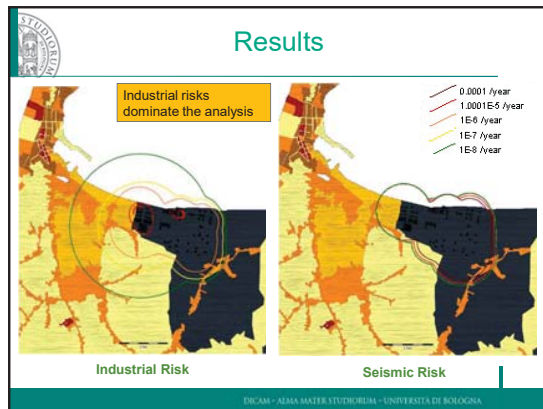 Results
Industrial risks
dominate the analysis
0.0001 /year
1.0001E-5 /year
1E-6 /year
1E-7 /year
1E-8 /year
Industrial Risk
Seismic Risk
DICAM - ALMA MATER STUDIORUM - UNIVERSITÀ DI BOLOGNA